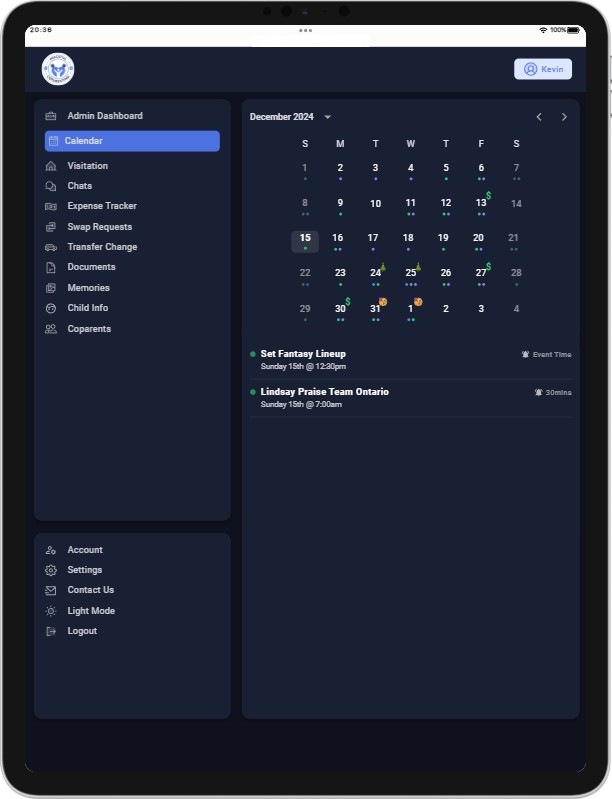 20:36
100%
Kevin
Admin Dashboard
Calendar
Visitation
Chats
Expense Tracker
Swap Requests
Transfer Change
Documents
Memories
Child Info
Coparents
Account
Settings
Contact Us
Light Mode
Logout
December 2024
S M T W T F S
1 2 3 4 5 6 7
8 9 10 11 12 13 $ 14
15 16 17 18 19 20 21
22 23 24 25 26 27 $ 28
29 30 $ 31 1 2 3 4
Set Fantasy Lineup Event Time
Sunday 15th @ 12:30pm
Lindsay Praise Team Ontario 30mins
Sunday 15th @ 7:00am